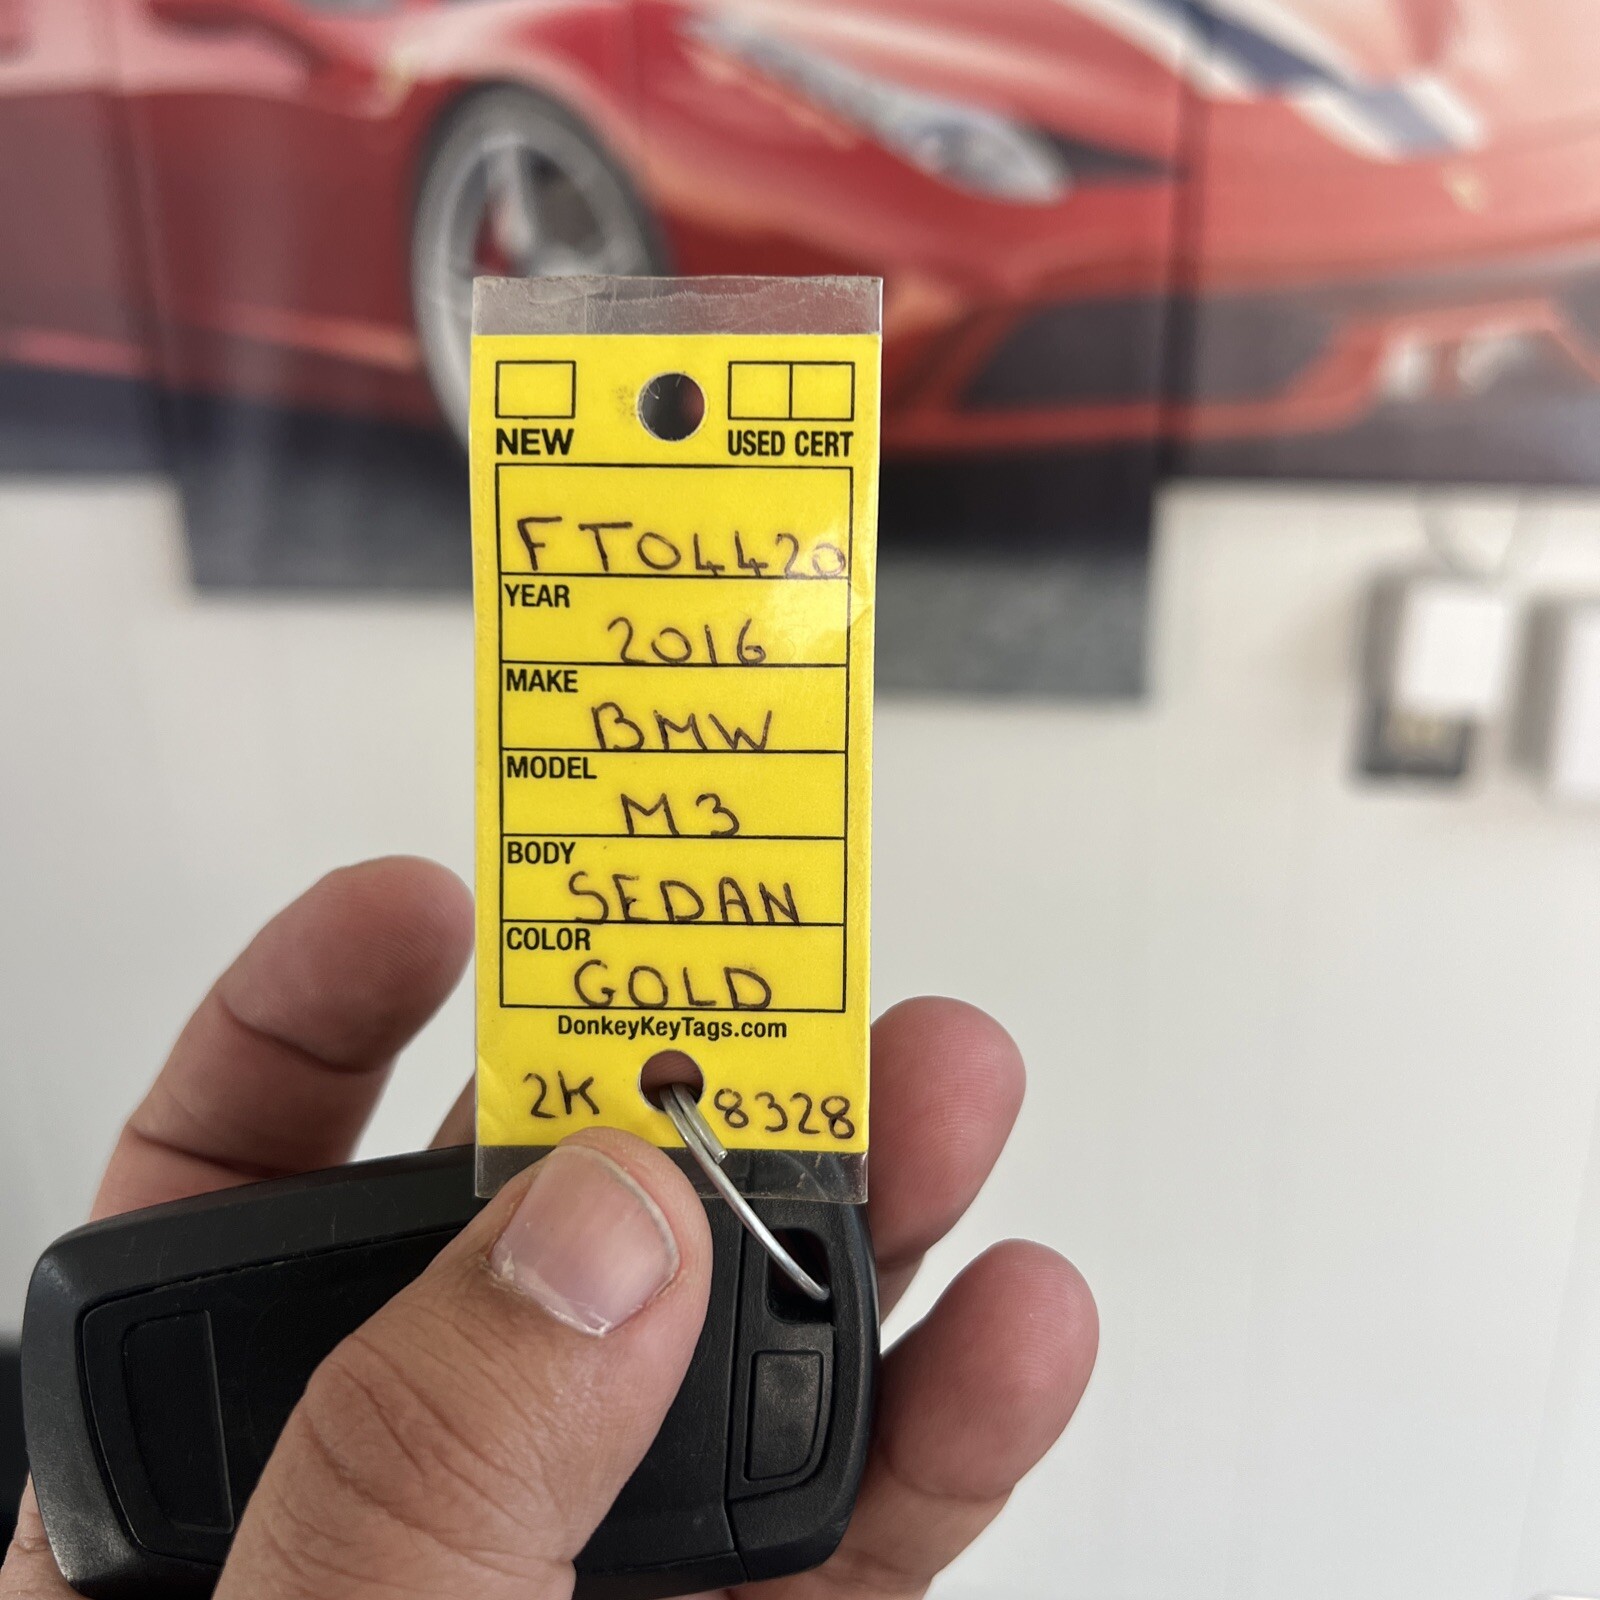 NEW USED CERT
FT04420
YEAR
2016
MAKE
BMW
MODEL
M3
BODY
SEDAN
COLOR
GOLD
DonkeyKeyTags.com
2K 8328